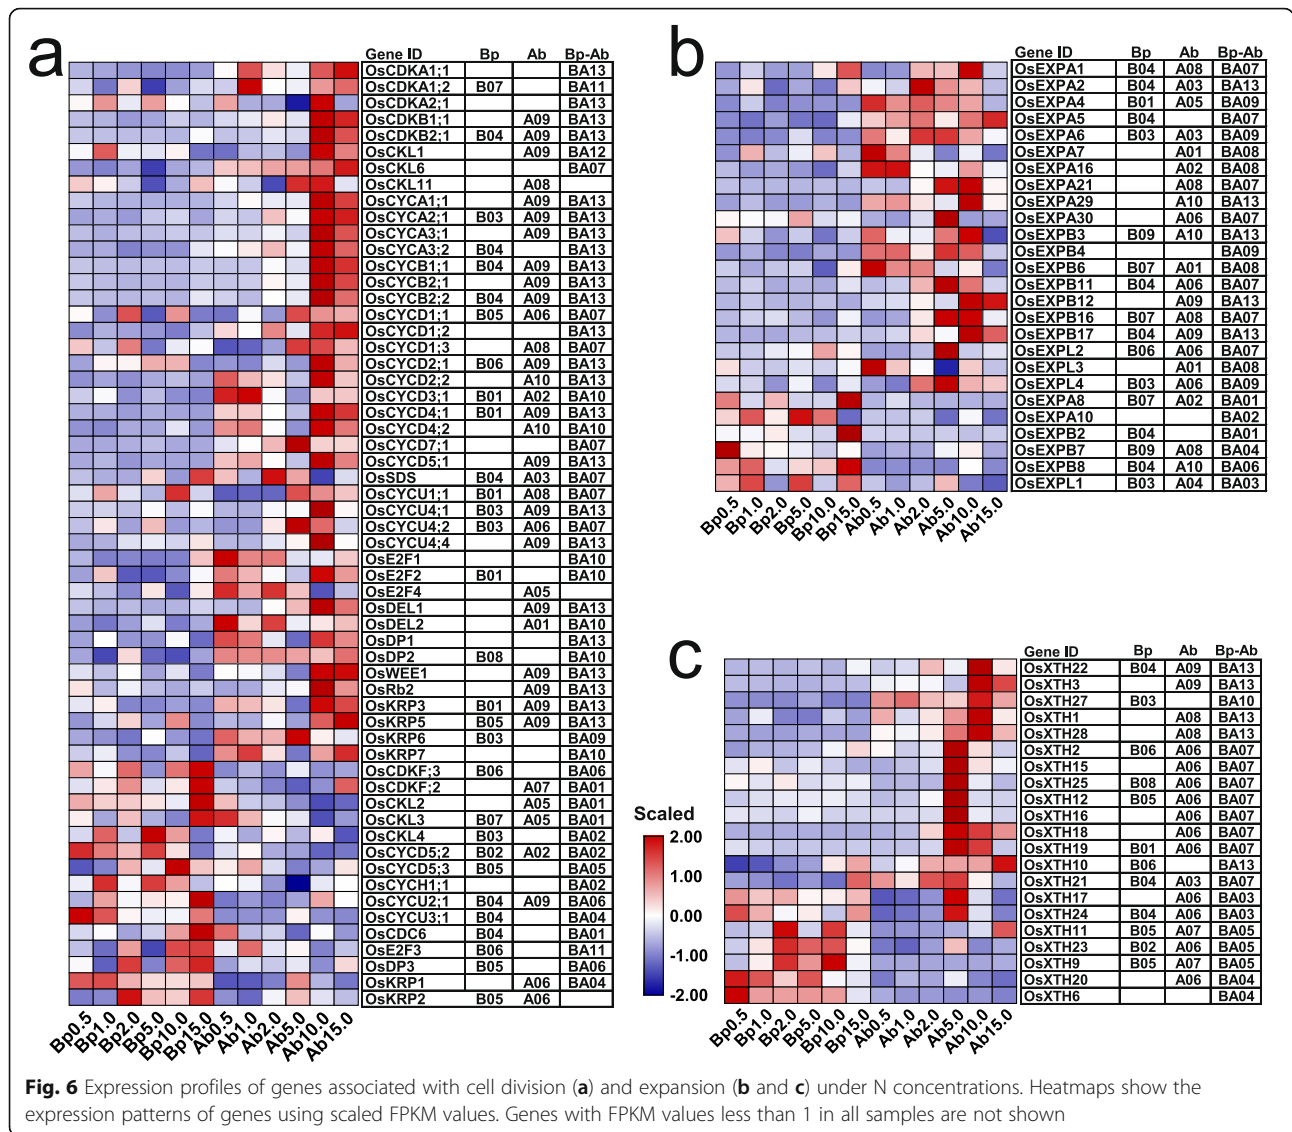 a
Gene ID Bp Ab Bp-Ab
OsCDKA1;1 BA13
OsCDKA1;2 B07 BA11
OsCDKA2;1 BA13
OsCDKB1;1 A09 BA13
OsCDKB2;1 B04 A09 BA13
OsCKL1 A09 BA12
OsCKL6 BA07
OsCKL11 A08
OsCYCA1;1 A09 BA13
OsCYCA2;1 B03 A09 BA13
OsCYCA3;1 A09 BA13
OsCYCA3;2 B04 BA13
OsCYCB1;1 B04 A09 BA13
OsCYCB2;1 A09 BA13
OsCYCB2;2 B04 A09 BA13
OsCYCD1;1 B05 A06 BA07
OsCYCD1;2 BA13
OsCYCD1;3 A08 BA07
OsCYCD2;1 B06 A09 BA13
OsCYCD2;2 A10 BA13
OsCYCD3;1 B01 A02 BA10
OsCYCD4;1 B01 A09 BA13
OsCYCD4;2 A10 BA10
OsCYCD7;1 BA07
OsCYCD5;1 A09 BA13
OsSDS B04 A03 BA07
OsCYCU1;1 B01 A08 BA07
OsCYCU4;1 B03 A09 BA13
OsCYCU4;2 B03 A06 BA07
OsCYCU4;4 A09 BA13
OsE2F1 BA10
OsE2F2 B01 BA10
OsE2F4 A05
OsDEL1 A09 BA13
OsDEL2 A01 BA10
OsDP1 BA13
OsDP2 B08 BA10
OsWEE1 A09 BA13
OsRb2 A09 BA13
OsKRP3 B01 A09 BA13
OsKRP5 B05 A09 BA13
OsKRP6 B03 BA09
OsKRP7 BA10
OsCDKF;3 B06 BA06
OsCDKF;2 A07 BA01
OsCKL2 A05 BA01
OsCKL3 B07 A05 BA01
OsCKL4 B03 BA02
OsCYCD5;2 B02 A02 BA02
OsCYCD5;3 B05 BA05
OsCYCH1;1 BA02
OsCYCU2;1 B04 A09 BA06
OsCYCU3;1 B04 BA04
OsCDC6 B04 BA01
OsE2F3 B06 BA11
OsDP3 B05 BA06
OsKRP1 A06 BA04
OsKRP2 B05 A06
Bp0.5 Bp1.0 Bp2.0 Bp5.0 Bp10.0 Bp15.0 Ab0.5 Ab1.0 Ab2.0 Ab5.0 Ab10.0 Ab15.0
b
Gene ID Bp Ab Bp-Ab
OsEXPA1 B04 A08 BA07
OsEXPA2 B04 A03 BA13
OsEXPA4 B01 A05 BA09
OsEXPA5 B04 BA07
OsEXPA6 B03 A03 BA09
OsEXPA7 A01 BA08
OsEXPA16 A02 BA08
OsEXPA21 A08 BA07
OsEXPA29 A10 BA13
OsEXPA30 A06 BA07
OsEXPB3 B09 A10 BA13
OsEXPB4 BA09
OsEXPB6 B07 A01 BA08
OsEXPB11 B04 A06 BA07
OsEXPB12 A09 BA13
OsEXPB16 B07 A08 BA07
OsEXPB17 B04 A09 BA13
OsEXPL2 B06 A06 BA07
OsEXPL3 A01 BA08
OsEXPL4 B03 A06 BA09
OsEXPA8 B07 A02 BA01
OsEXPA10 BA02
OsEXPB2 B04 BA01
OsEXPB7 B09 A08 BA04
OsEXPB8 B04 A10 BA06
OsEXPL1 B03 A04 BA03
Bp0.5 Bp1.0 Bp2.0 Bp5.0 Bp10.0 Bp15.0 Ab0.5 Ab1.0 Ab2.0 Ab5.0 Ab10.0 Ab15.0
c
Gene ID Bp Ab Bp-Ab
OsXTH22 B04 A09 BA13
OsXTH3 A09 BA13
OsXTH27 B03 BA10
OsXTH1 A08 BA13
OsXTH28 A08 BA13
OsXTH2 B06 A06 BA07
OsXTH15 A06 BA07
OsXTH25 B08 A06 BA07
OsXTH12 B05 A06 BA07
OsXTH16 A06 BA07
OsXTH18 A06 BA07
OsXTH19 B01 A06 BA07
OsXTH10 B06 BA13
OsXTH21 B04 A03 BA07
OsXTH17 A06 BA03
OsXTH24 B04 A06 BA03
OsXTH11 B05 A07 BA05
OsXTH23 B02 A06 BA05
OsXTH9 B05 A07 BA05
OsXTH20 A06 BA04
OsXTH6 BA04
Bp0.5 Bp1.0 Bp2.0 Bp5.0 Bp10.0 Bp15.0 Ab0.5 Ab1.0 Ab2.0 Ab5.0 Ab10.0 Ab15.0
Scaled
2.00
1.00
0.00
-1.00
-2.00
Fig. 6 Expression profiles of genes associated with cell division (a) and expansion (b and c) under N concentrations. Heatmaps show the
expression patterns of genes using scaled FPKM values. Genes with FPKM values less than 1 in all samples are not shown